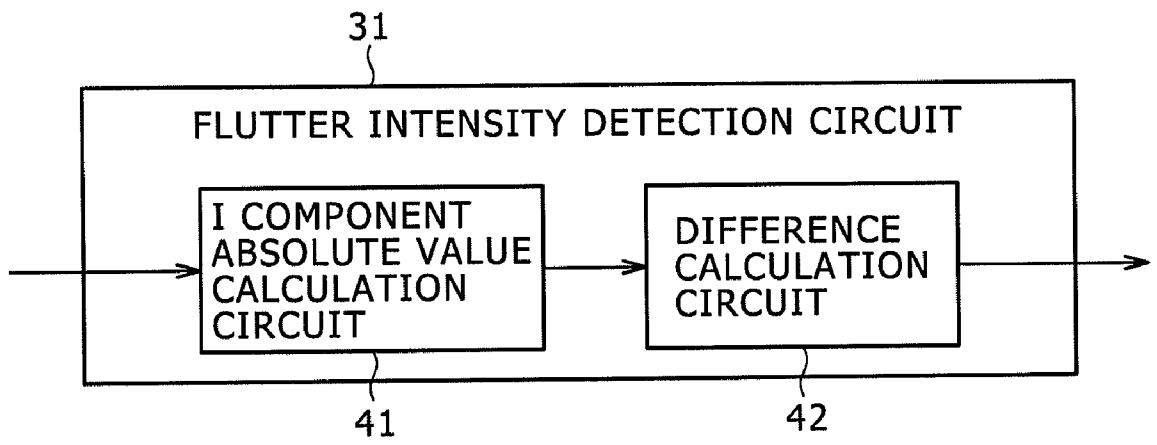 31
FLUTTER INTENSITY DETECTION CIRCUIT
I COMPONENT
ABSOLUTE VALUE
CALCULATION
CIRCUIT
DIFFERENCE
CALCULATION
CIRCUIT
41
42